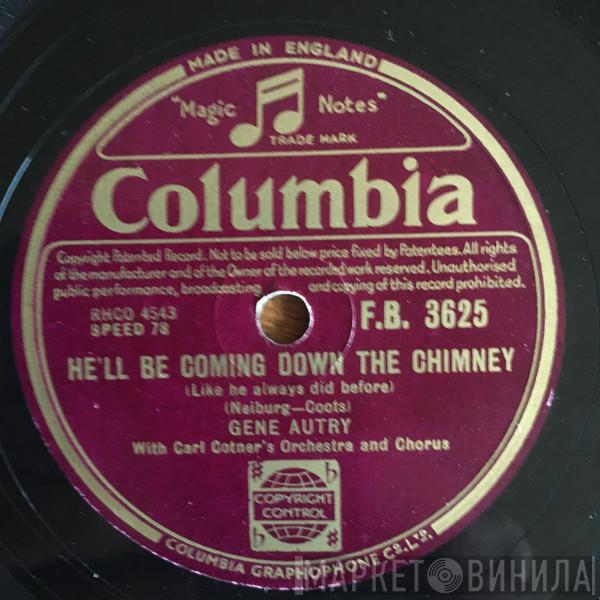 MADE IN ENGLAND
"Magic Notes"
TRADE MARK
Columbia
Copyright Patented Record. Not to be sold below price fixed by Patentees. All rights
of the manufacturer and of the Owner of the recorded work reserved. Unauthorised
public performance, broadcasting and copying of this record prohibited.
RHCO 4543
SPEED 78
F.B. 3625
HE'LL BE COMING DOWN THE CHIMNEY
(Like he always did before)
(Neiburg—Coots)
GENE AUTRY
With Carl Cotner's Orchestra and Chorus
COPYRIGHT
CONTROL
COLUMBIA GRAPHOPHONE Co. LTD.
МАРКЕТ ВИНИЛА